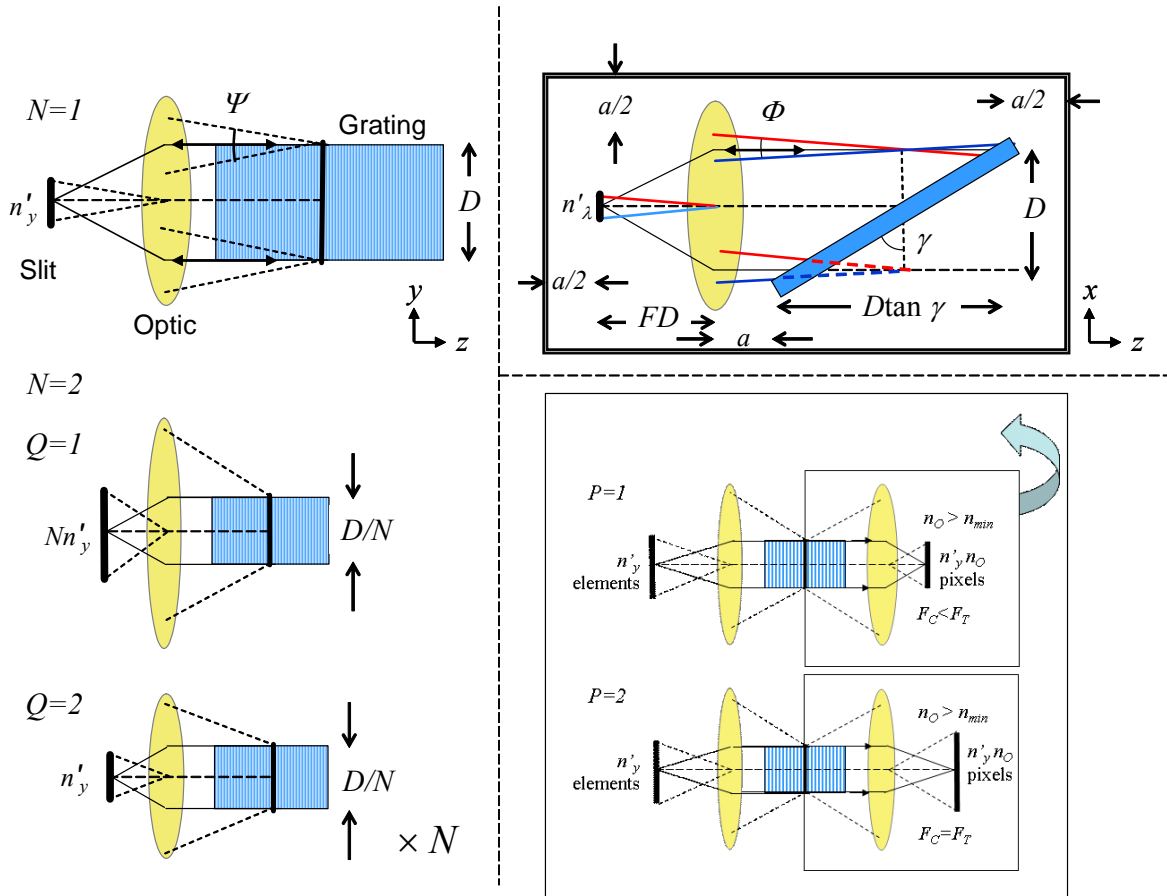 N=1
Ψ
Grating
n'y
D
Slit
Optic
y
z
N=2
Q=1
Nn'y
D/N
Q=2
n'y
D/N
× N
a/2
a/2
Φ
n'λ
D
γ
a/2
FD
a
Dtan γ
x
z
P=1
nO > nmin
n'y
elements
n'y nO
pixels
FC<FT
P=2
nO > nmin
n'y
elements
n'y nO
pixels
FC=FT